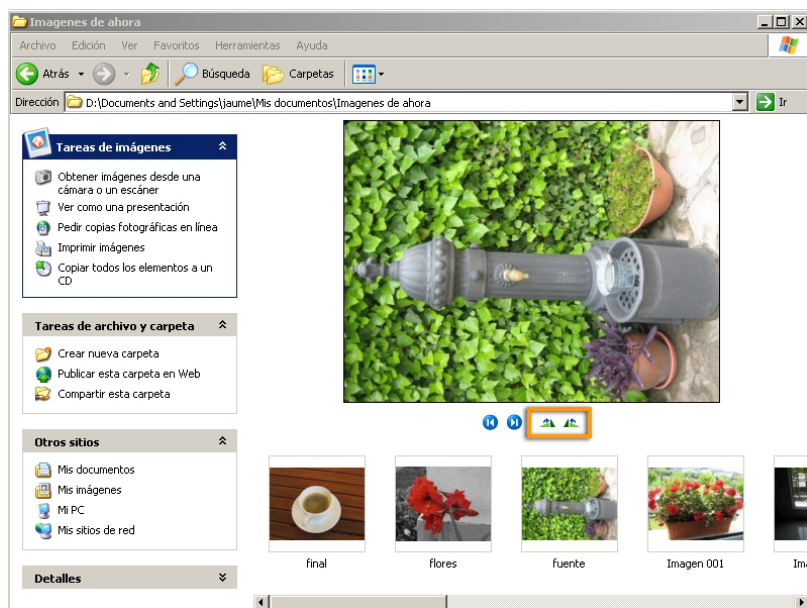 Imagenes de ahora
Archivo Edición Ver Favoritos Herramientas Ayuda
Atrás Búsqueda Carpetas
Dirección D:\Documents and Settings\jaume\Mis documentos\Imagenes de ahora Ir
Tareas de imágenes
Obtener imágenes desde una
cámara o un escáner
Ver como una presentación
Pedir copias fotográficas en línea
Imprimir imágenes
Copiar todos los elementos a un
CD
Tareas de archivo y carpeta
Crear nueva carpeta
Publicar esta carpeta en Web
Compartir esta carpeta
Otros sitios
Mis documentos
Mis imágenes
Mi PC
Mis sitios de red
Detalles
final flores fuente Imagen 001